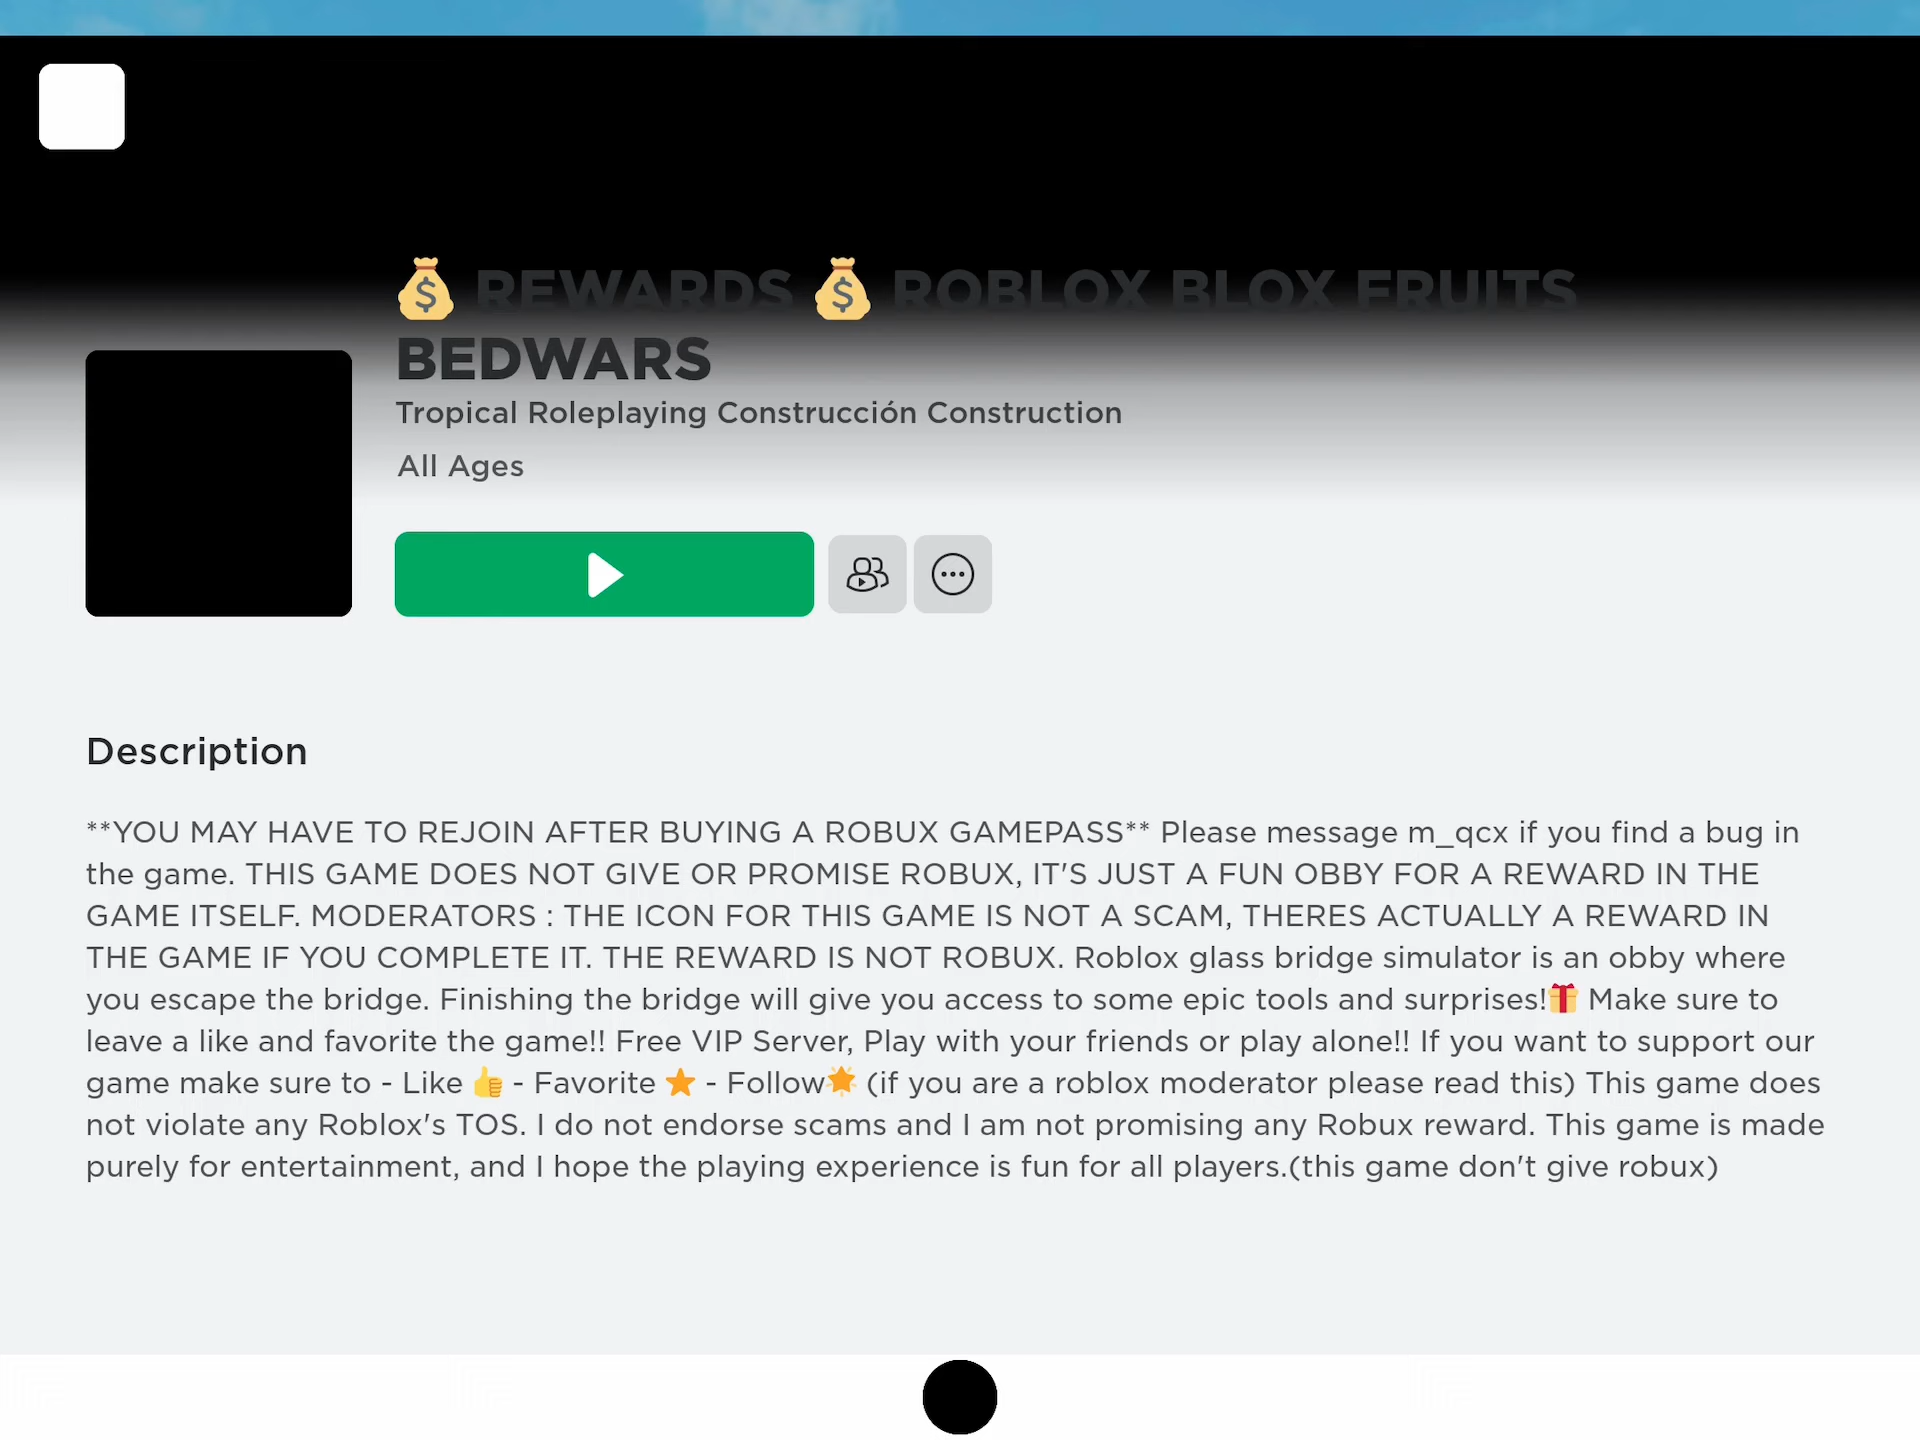 💰 REWARDS 💰 ROBLOX BLOX FRUITS
BEDWARS
Tropical Roleplaying Construcción Construction
All Ages
Description
**YOU MAY HAVE TO REJOIN AFTER BUYING A ROBUX GAMEPASS** Please message m_qcx if you find a bug in
the game. THIS GAME DOES NOT GIVE OR PROMISE ROBUX, IT'S JUST A FUN OBBY FOR A REWARD IN THE
GAME ITSELF. MODERATORS : THE ICON FOR THIS GAME IS NOT A SCAM, THERES ACTUALLY A REWARD IN
THE GAME IF YOU COMPLETE IT. THE REWARD IS NOT ROBUX. Roblox glass bridge simulator is an obby where
you escape the bridge. Finishing the bridge will give you access to some epic tools and surprises!🎁 Make sure to
leave a like and favorite the game!! Free VIP Server, Play with your friends or play alone!! If you want to support our
game make sure to - Like 👍 - Favorite ⭐ - Follow🌟 (if you are a roblox moderator please read this) This game does
not violate any Roblox's TOS. I do not endorse scams and I am not promising any Robux reward. This game is made
purely for entertainment, and I hope the playing experience is fun for all players.(this game don't give robux)